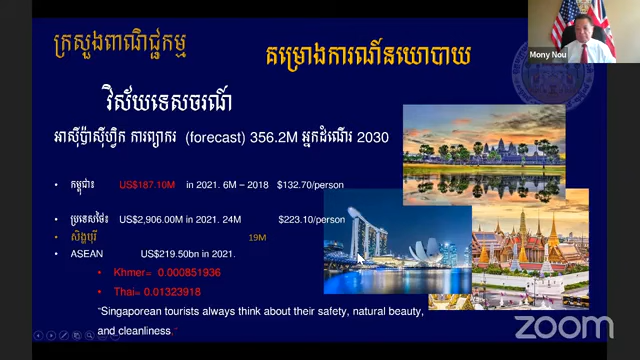 ក្រសួងពាណិជ្ជកម្ម
គម្រោងការណ៍នយោបាយ
Mony Nou
វិស័យទេសចរណ៍
អាស៊ីប៉ាស៊ីហ្វិក ការព្យាករ (forecast) 356.2M អ្នកដំណើរ 2030
• កម្ពុជា៖ US$187.10M in 2021. 6M – 2018 $132.70/person
• ប្រទេសថៃ៖ US$2,906.00M in 2021. 24M $223.10/person
• សិង្ហបុរី 19M
• ASEAN US$219.50bn in 2021.
• Khmer= 0.000851936
• Thai= 0.01323918
“Singaporean tourists always think about their safety, natural beauty,
and cleanliness.”
zoom